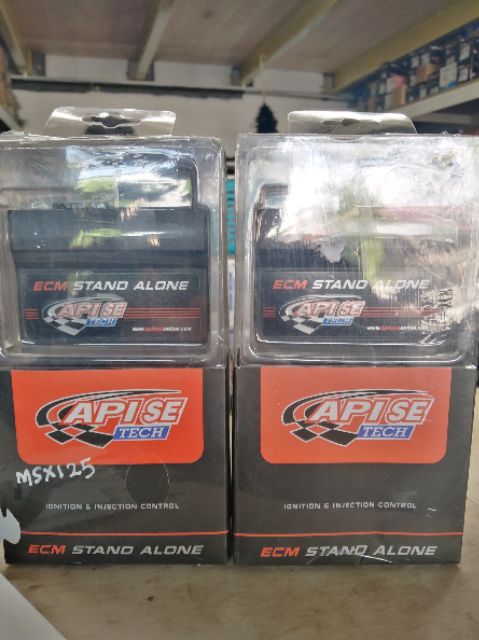 ECM STAND ALONE
APISE
TECH
APISE
TECH
MSX125
IGNITION & INJECTION CONTROL
ECM STAND ALONE
ECM STAND ALONE
APISE
TECH
APISE
TECH
IGNITION & INJECTION CONTROL
ECM STAND ALONE